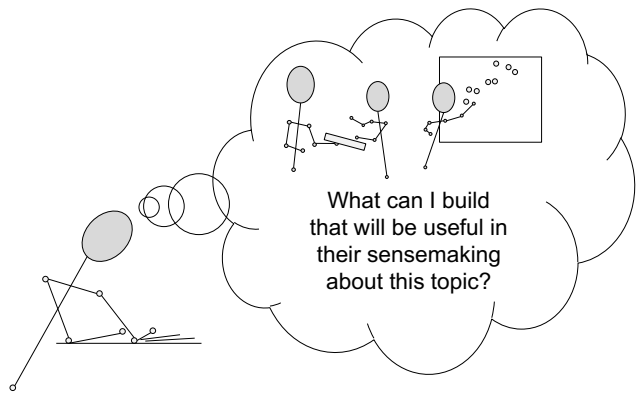 What can I build
that will be useful in
their sensemaking
about this topic?